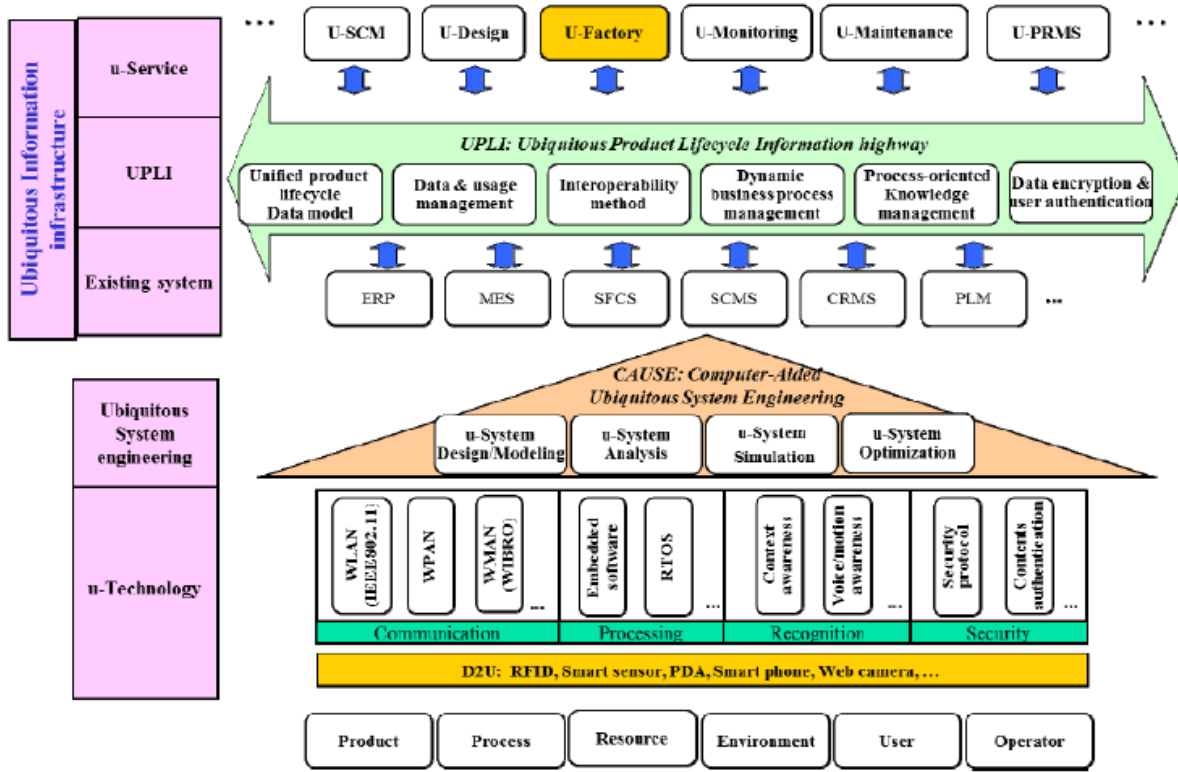 ...
U-SCM
U-Design
U-Factory
U-Monitoring
U-Maintenance
U-PRMS
...
Ubiquitous Information
infrastructure
u-Service
UPLI
Existing system
UPLI: Ubiquitous Product Lifecycle Information highway
Unified product
lifecycle
Data model
Data & usage
management
Interoperability
method
Dynamic
business process
management
Process-oriented
Knowledge
management
Data encryption &
user authentication
ERP
MES
SFCS
SCMS
CRMS
PLM
...
Ubiquitous
System
engineering
CAUSE: Computer-Aided
Ubiquitous System Engineering
u-System
Design/Modeling
u-System
Analysis
u-System
Simulation
u-System
Optimization
u-Technology
WLAN
(IEEE802.11)
WPAN
WMAN
(WIBRO)
...
Embedded
software
RTOS
...
Context
awareness
Voice/motion
awareness
...
Security
protocol
Contents
authentication
...
Communication
Processing
Recognition
Security
D2U: RFID, Smart sensor, PDA, Smart phone, Web camera, ...
Product
Process
Resource
Environment
User
Operator